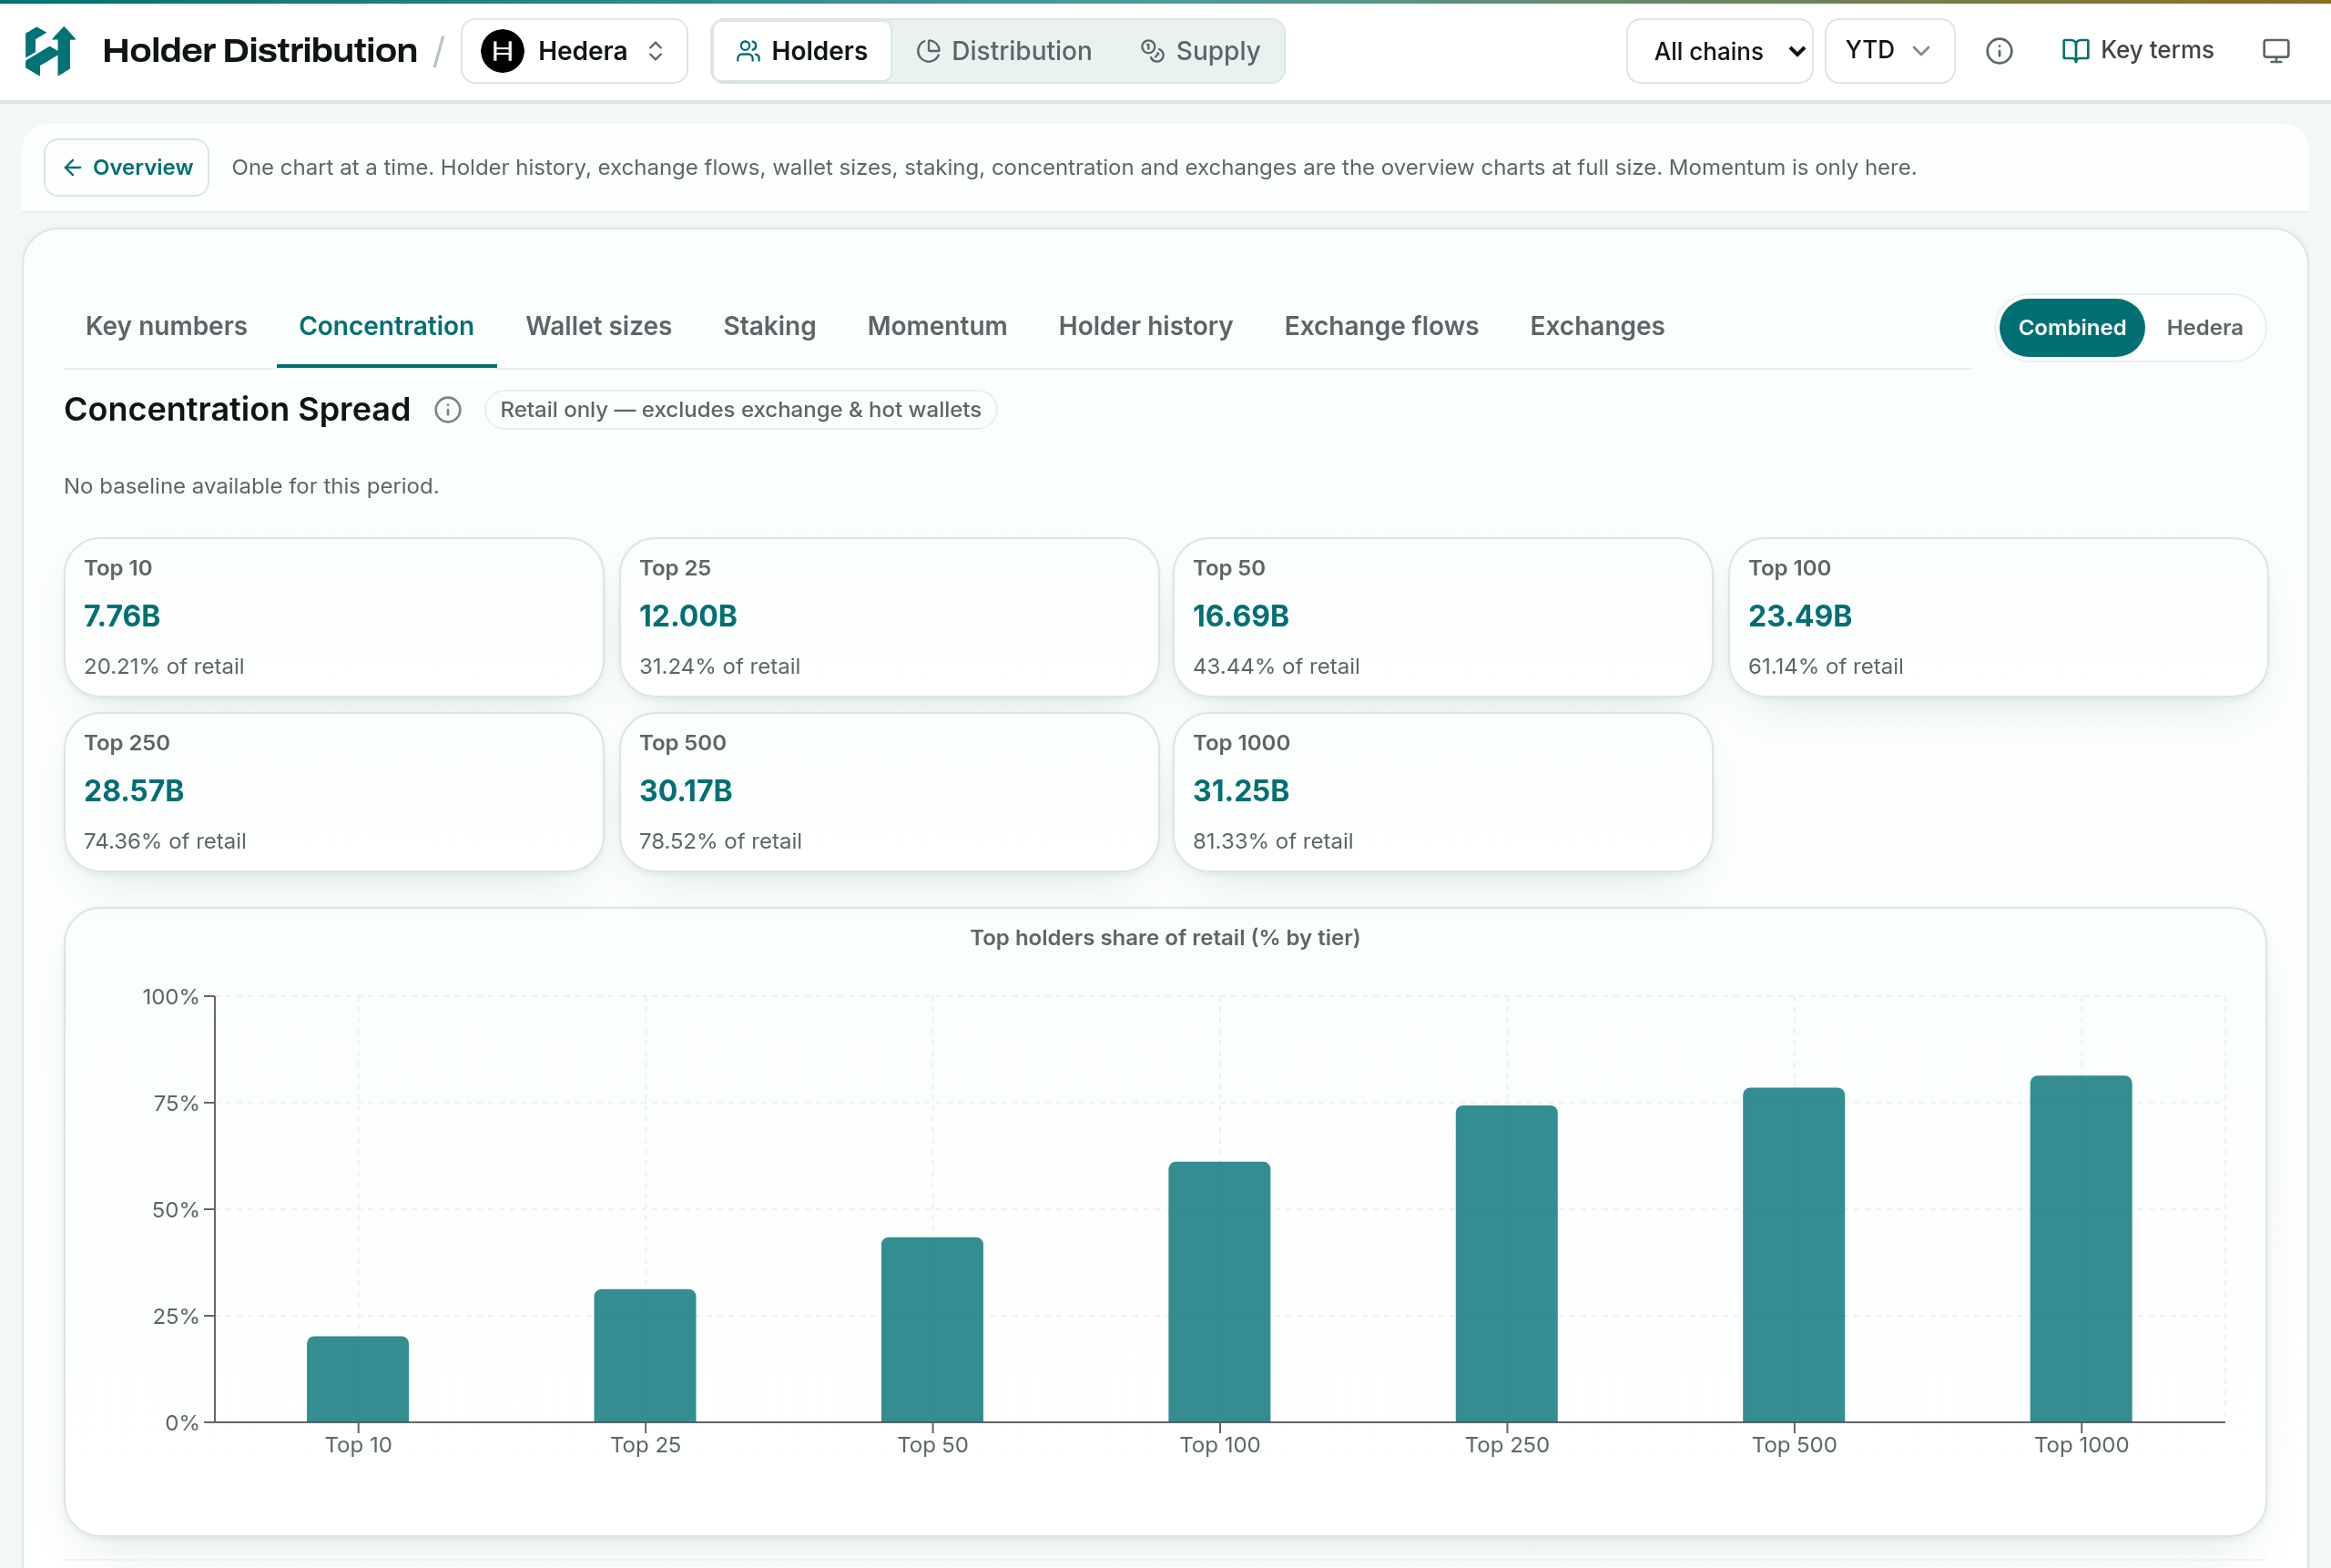 Holder Distribution / Hedera Holders Distribution Supply All chains YTD Key terms
Overview One chart at a time. Holder history, exchange flows, wallet sizes, staking, concentration and exchanges are the overview charts at full size. Momentum is only here.
Key numbers Concentration Wallet sizes Staking Momentum Holder history Exchange flows Exchanges Combined Hedera
Concentration Spread Retail only — excludes exchange & hot wallets
No baseline available for this period.
Top 10
7.76B
20.21% of retail
Top 25
12.00B
31.24% of retail
Top 50
16.69B
43.44% of retail
Top 100
23.49B
61.14% of retail
Top 250
28.57B
74.36% of retail
Top 500
30.17B
78.52% of retail
Top 1000
31.25B
81.33% of retail
Top holders share of retail (% by tier)
100%
75%
50%
25%
0%
Top 10 Top 25 Top 50 Top 100 Top 250 Top 500 Top 1000